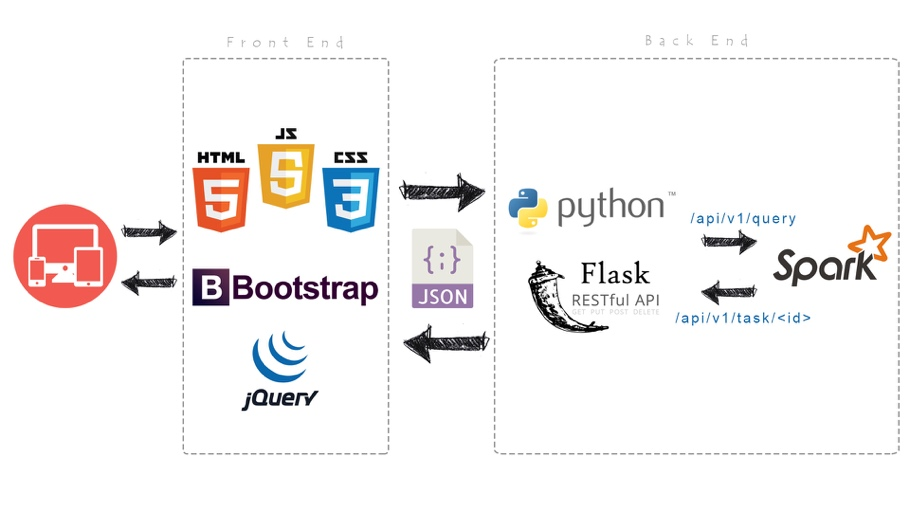 Front End
Back End
JS
HTML
CSS
5
5
3
python™
/api/v1/query
Spark
{;}
JSON
B Bootstrap
Flask
RESTful API
GET PUT POST DELETE
/api/v1/task/<id>
jQuery